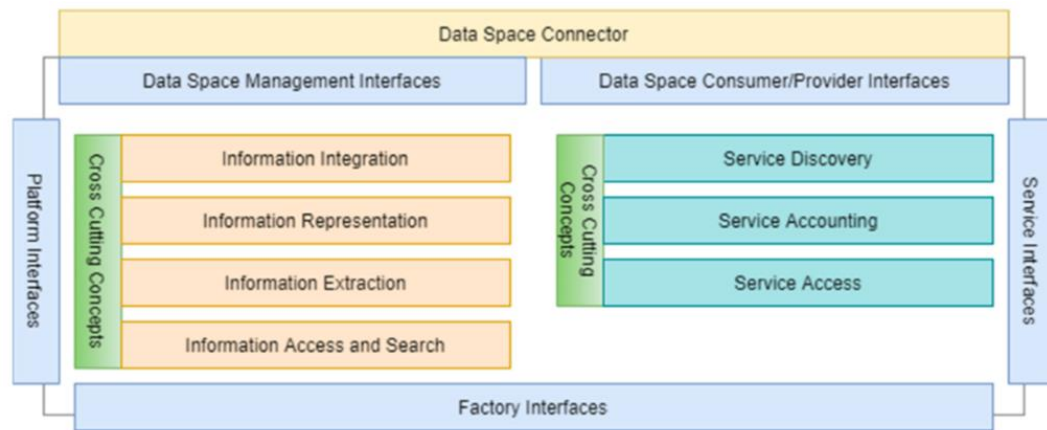 Data Space Connector
Data Space Management Interfaces
Data Space Consumer/Provider Interfaces
Platform Interfaces
Cross Cutting Concepts
Information Integration
Information Representation
Information Extraction
Information Access and Search
Cross Cutting
Concepts
Service Discovery
Service Accounting
Service Access
Service Interfaces
Factory Interfaces